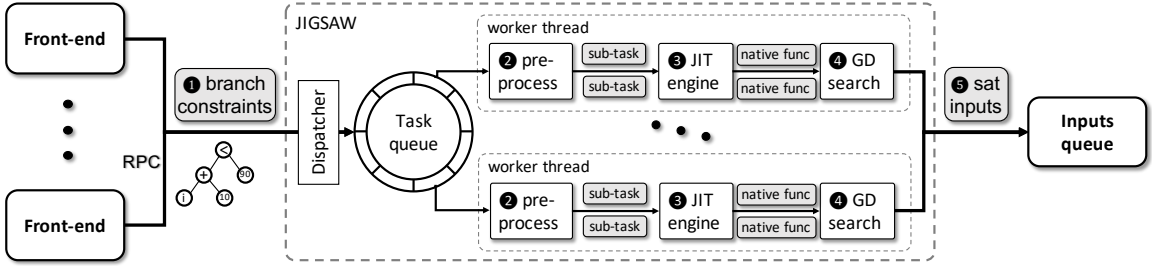 Front-end
Front-end
RPC
❶ branch
constraints
<
+
90
i
10
JIGSAW
Dispatcher
Task
queue
worker thread
❷ pre-
process
sub-task
sub-task
❸ JIT
engine
native func
native func
❹ GD
search
worker thread
❷ pre-
process
sub-task
sub-task
❸ JIT
engine
native func
native func
❹ GD
search
❺ sat
inputs
Inputs
queue